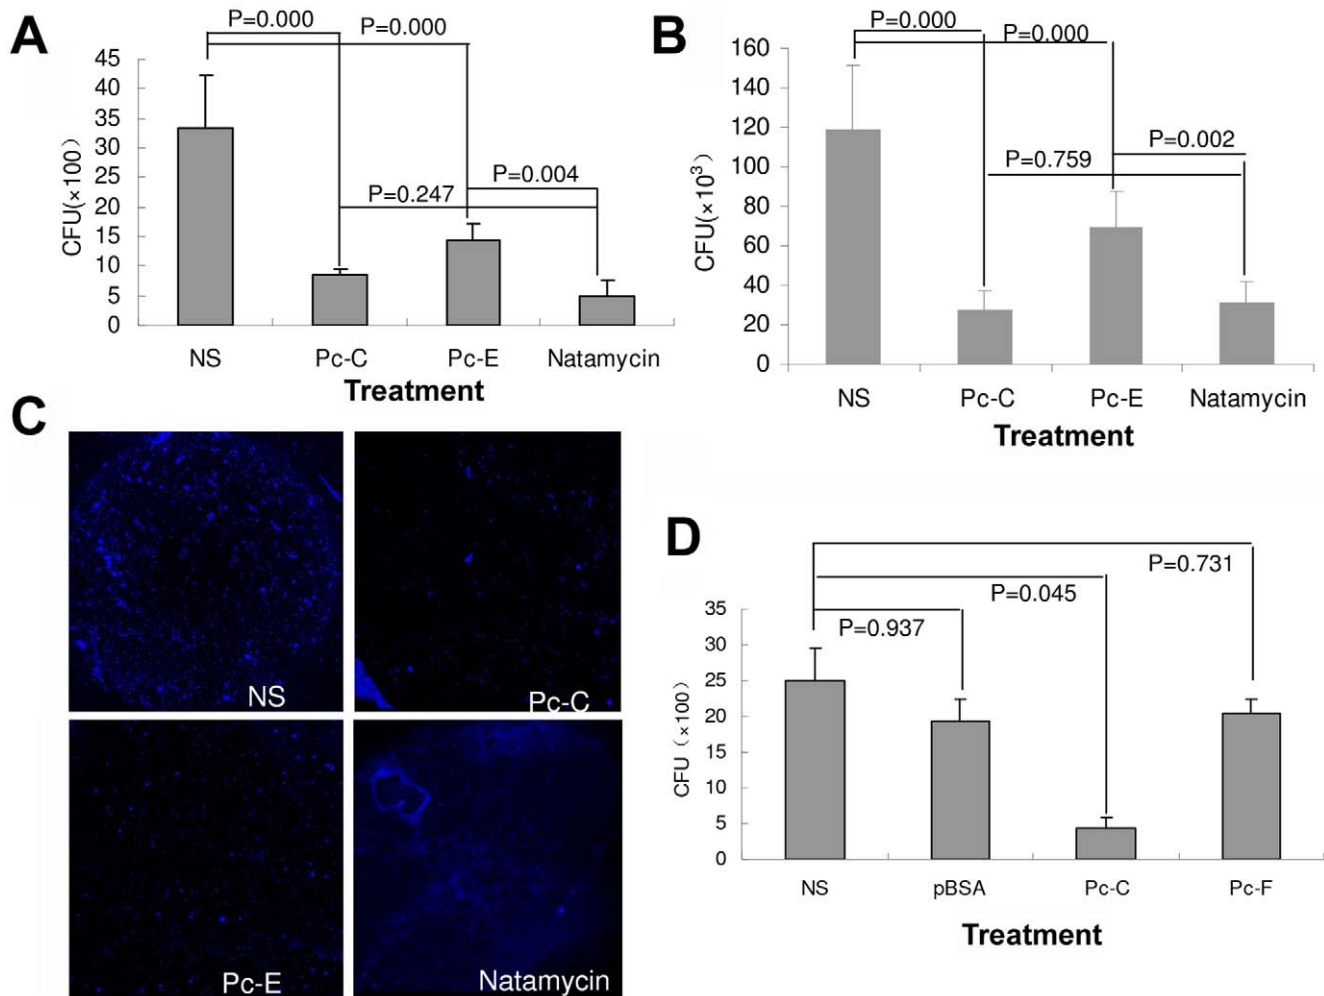 A
P=0.000
P=0.000
CFU(×100)
45
40
35
30
25
20
15
10
5
0
P=0.004
P=0.247
NS Pc-C Pc-E Natamycin
Treatment
B
P=0.000
P=0.000
CFU(×10³)
160
140
120
100
80
60
40
20
0
P=0.002
P=0.759
NS Pc-C Pc-E Natamycin
Treatment
C
NS
Pc-C
Pc-E
Natamycin
D
P=0.731
P=0.045
P=0.937
CFU（×100）
35
30
25
20
15
10
5
0
NS pBSA Pc-C Pc-F
Treatment